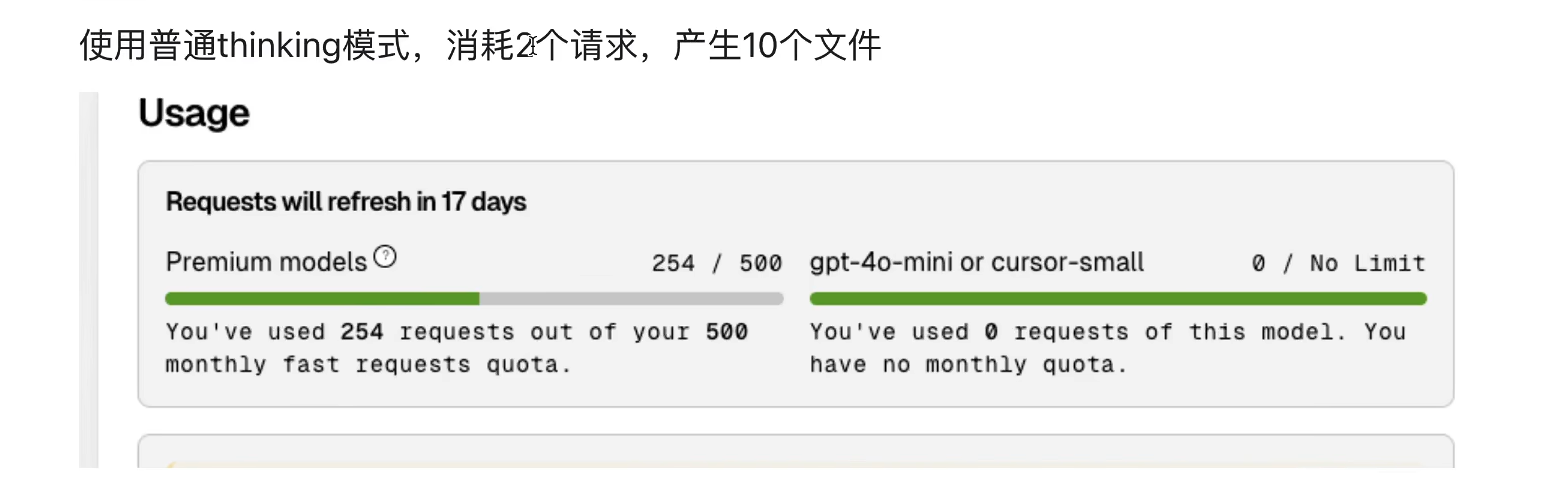 使用普通thinking模式，消耗2个请求，产生10个文件
Usage
Requests will refresh in 17 days
Premium models ?
254 / 500
You've used 254 requests out of your 500
monthly fast requests quota.
gpt-4o-mini or cursor-small
0 / No Limit
You've used 0 requests of this model. You
have no monthly quota.